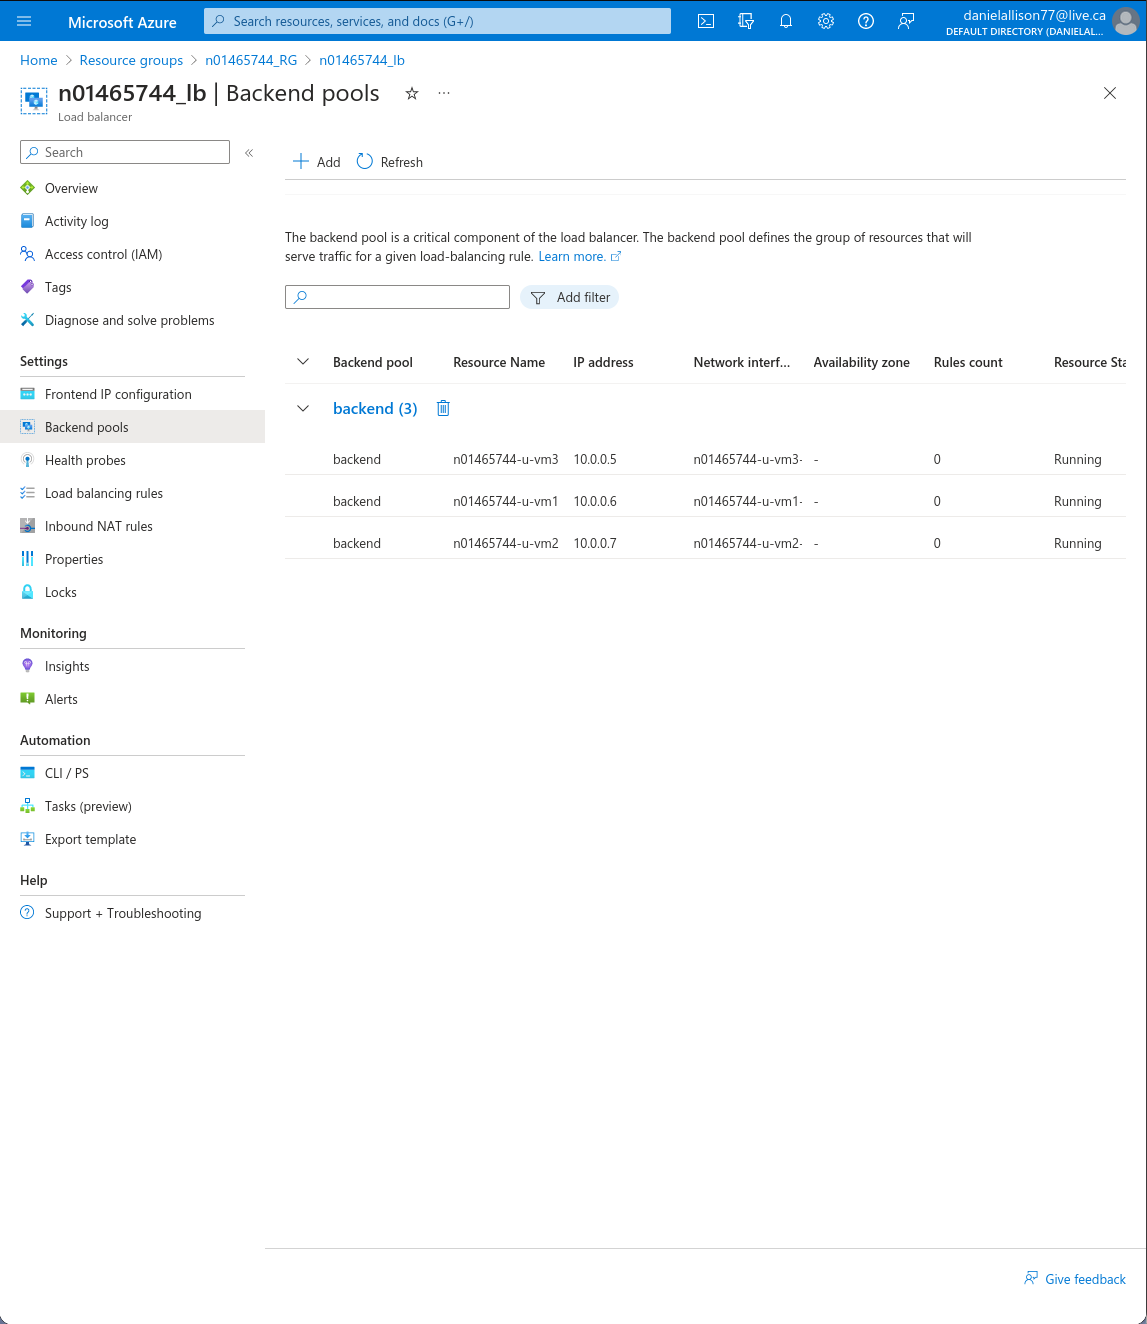 Microsoft Azure
Search resources, services, and docs (G+/)
danielallison77@live.ca
DEFAULT DIRECTORY (DANIELAL...
Home > Resource groups > n01465744_RG > n01465744_lb
n01465744_lb | Backend pools
Load balancer
Search
Overview
Activity log
Access control (IAM)
Tags
Diagnose and solve problems
Settings
Frontend IP configuration
Backend pools
Health probes
Load balancing rules
Inbound NAT rules
Properties
Locks
Monitoring
Insights
Alerts
Automation
CLI / PS
Tasks (preview)
Export template
Help
Support + Troubleshooting
Add Refresh
The backend pool is a critical component of the load balancer. The backend pool defines the group of resources that will
serve traffic for a given load-balancing rule. Learn more.
Add filter
Backend pool Resource Name IP address Network interf... Availability zone Rules count Resource Sta
backend (3)
backend n01465744-u-vm3 10.0.0.5 n01465744-u-vm3- - 0 Running
backend n01465744-u-vm1 10.0.0.6 n01465744-u-vm1- - 0 Running
backend n01465744-u-vm2 10.0.0.7 n01465744-u-vm2- - 0 Running
Give feedback